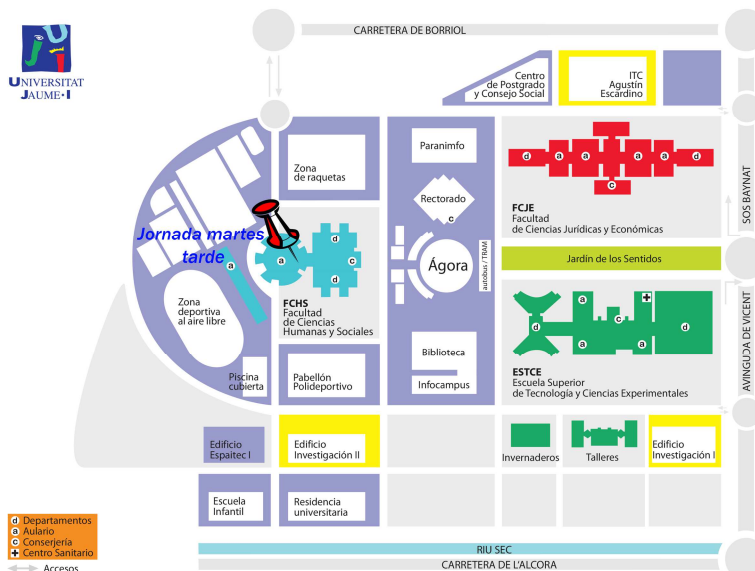 CARRETERA DE BORRIOL
UJI
UNIVERSITAT
JAUME·I
Centro
de Postgrado
y Consejo Social
ITC
Agustín
Escardino
SOS BAYNAT
Zona
de raquetas
Paranimfo
Rectorado
c
d a a a a d
c
FCJE
Facultad
de Ciencias Jurídicas y Económicas
Jornada martes
tarde
a
a
d
c
d
Ágora
autobus / TRAM
Jardín de los Sentidos
FCHS
Facultad
de Ciencias
Humanas y Sociales
Zona
deportiva
al aire libre
a
c
d
d
a
a
ESTCE
Escuela Superior
de Tecnología y Ciencias Experimentales
AVINGUDA DE VICENT
Piscina
cubierta
Pabellón
Polideportivo
Biblioteca
Infocampus
Edificio
Espaitec I
Edificio
Investigación II
Invernaderos
Talleres
Edificio
Investigación I
Escuela
Infantil
Residencia
universitaria
d Departamentos
a Aulario
c Conserjería
Centro Sanitario
Accesos
RIU SEC
CARRETERA DE L'ALCORA